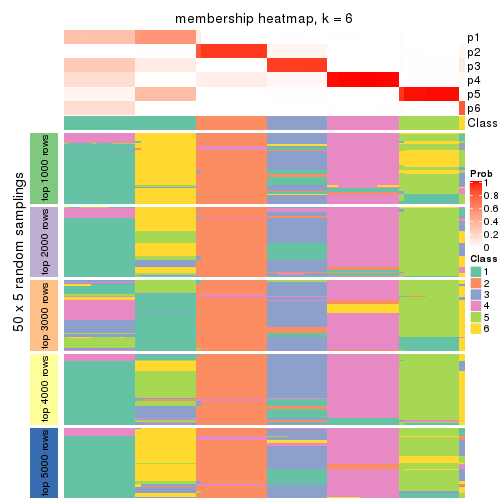 membership heatmap, k = 6
p1
p2
p3
p4
p5
p6
Class
50 x 5 random samplings
top 1000 rows
top 2000 rows
top 3000 rows
top 4000 rows
top 5000 rows
Prob
1
0.8
0.6
0.4
0.2
0
Class
1
2
3
4
5
6